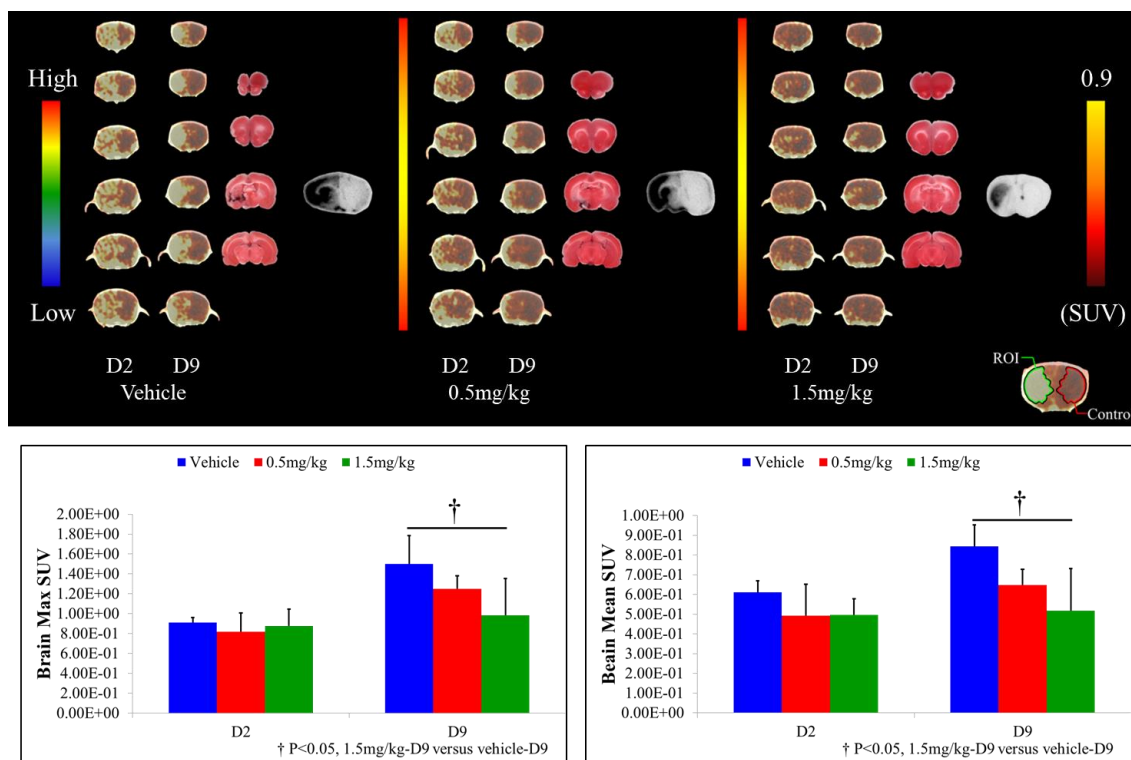 High
Low
D2 D9
Vehicle
D2 D9
0.5mg/kg
D2 D9
1.5mg/kg
0.9
(SUV)
ROI
Contro
Vehicle 0.5mg/kg 1.5mg/kg
Brain Max SUV
2.00E+00
1.80E+00
1.60E+00
1.40E+00
1.20E+00
1.00E+00
8.00E-01
6.00E-01
4.00E-01
2.00E-01
0.00E+00
†
D2 D9
† P<0.05, 1.5mg/kg-D9 versus vehicle-D9
Vehicle 0.5mg/kg 1.5mg/kg
Beain Mean SUV
1.00E+00
9.00E-01
8.00E-01
7.00E-01
6.00E-01
5.00E-01
4.00E-01
3.00E-01
2.00E-01
1.00E-01
0.00E+00
†
D2 D9
† P<0.05, 1.5mg/kg-D9 versus vehicle-D9